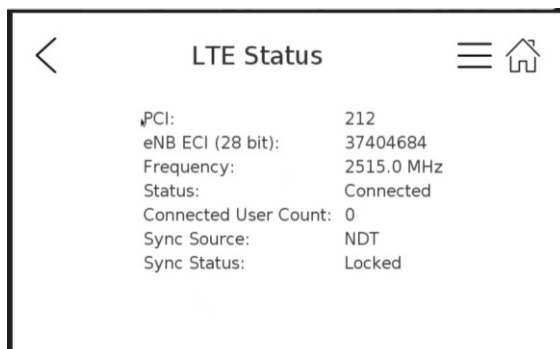 LTE Status
PCI: 212
eNB ECI (28 bit): 37404684
Frequency: 2515.0 MHz
Status: Connected
Connected User Count: 0
Sync Source: NDT
Sync Status: Locked